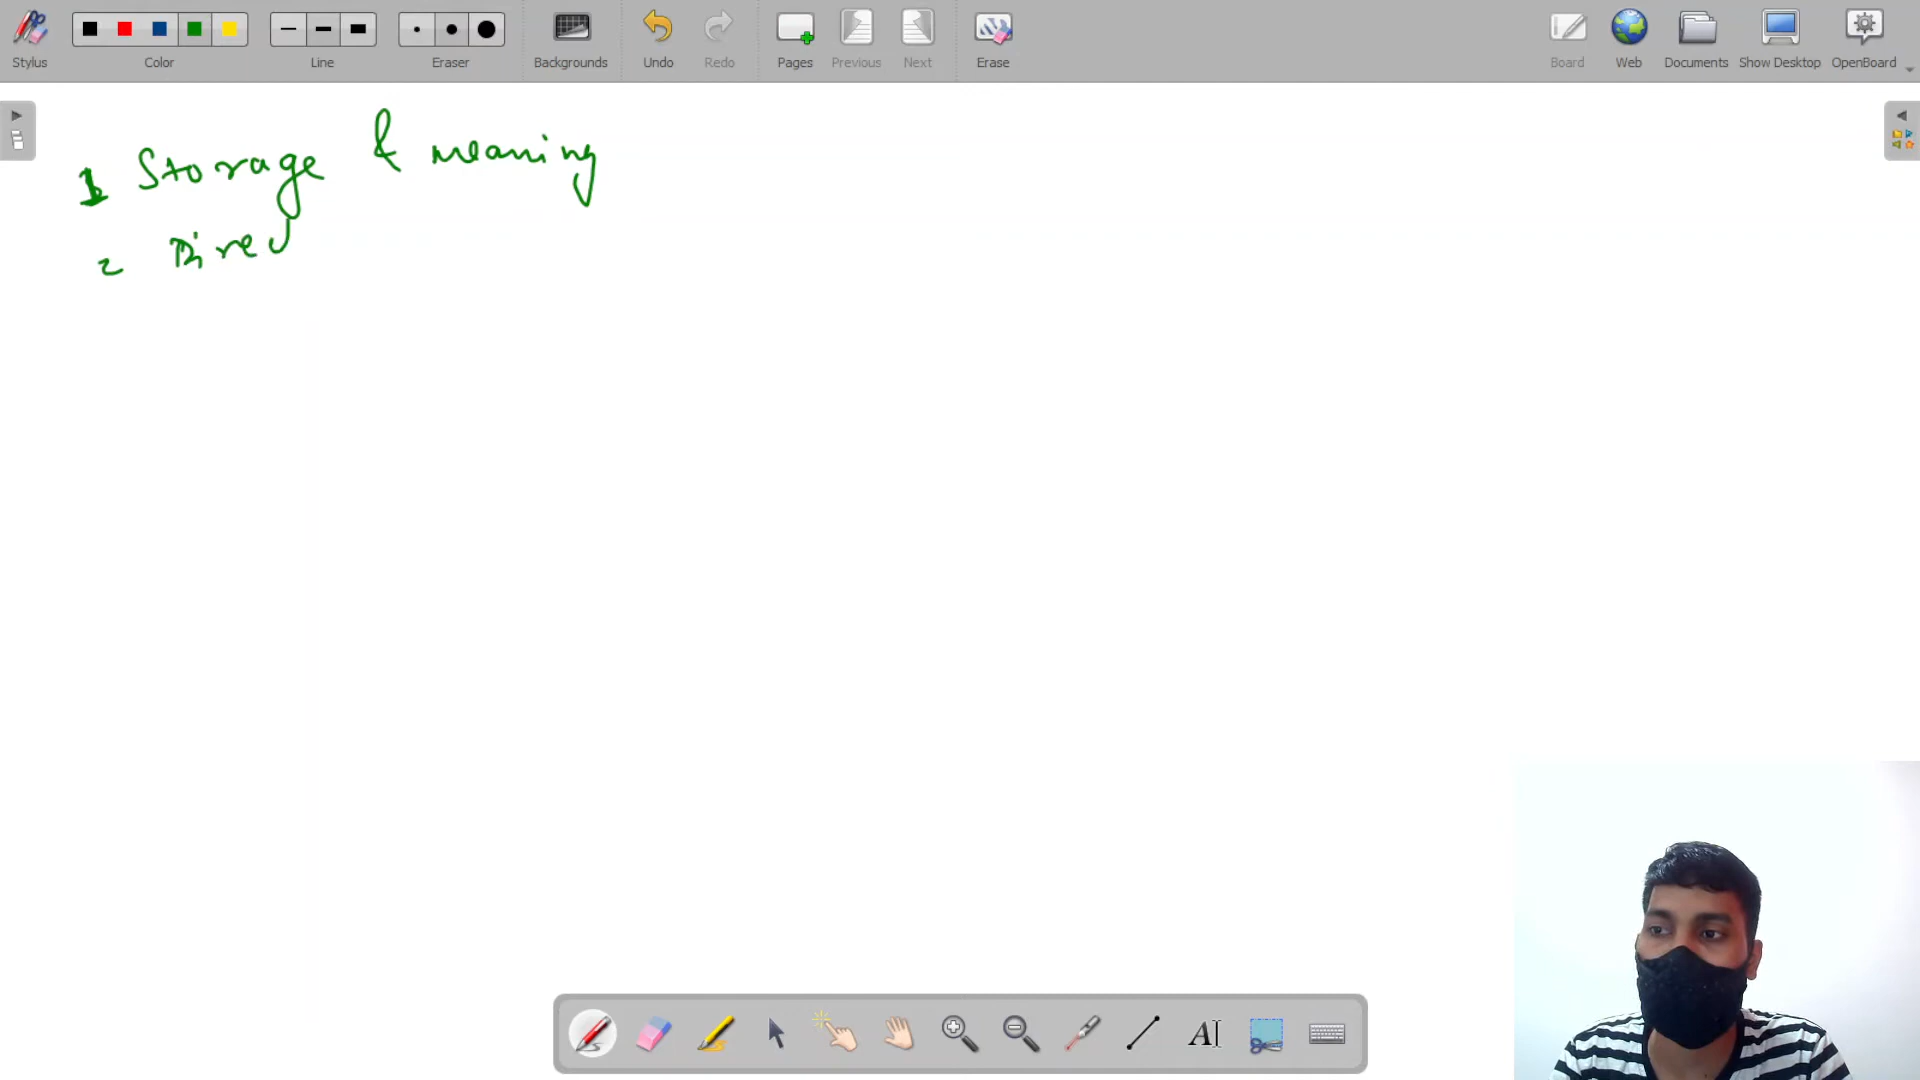 Stylus Color Line Eraser Backgrounds Undo Redo Pages Previous Next Erase Board Web Documents Show Desktop OpenBoard
1 Storage & meaning
2 Direc